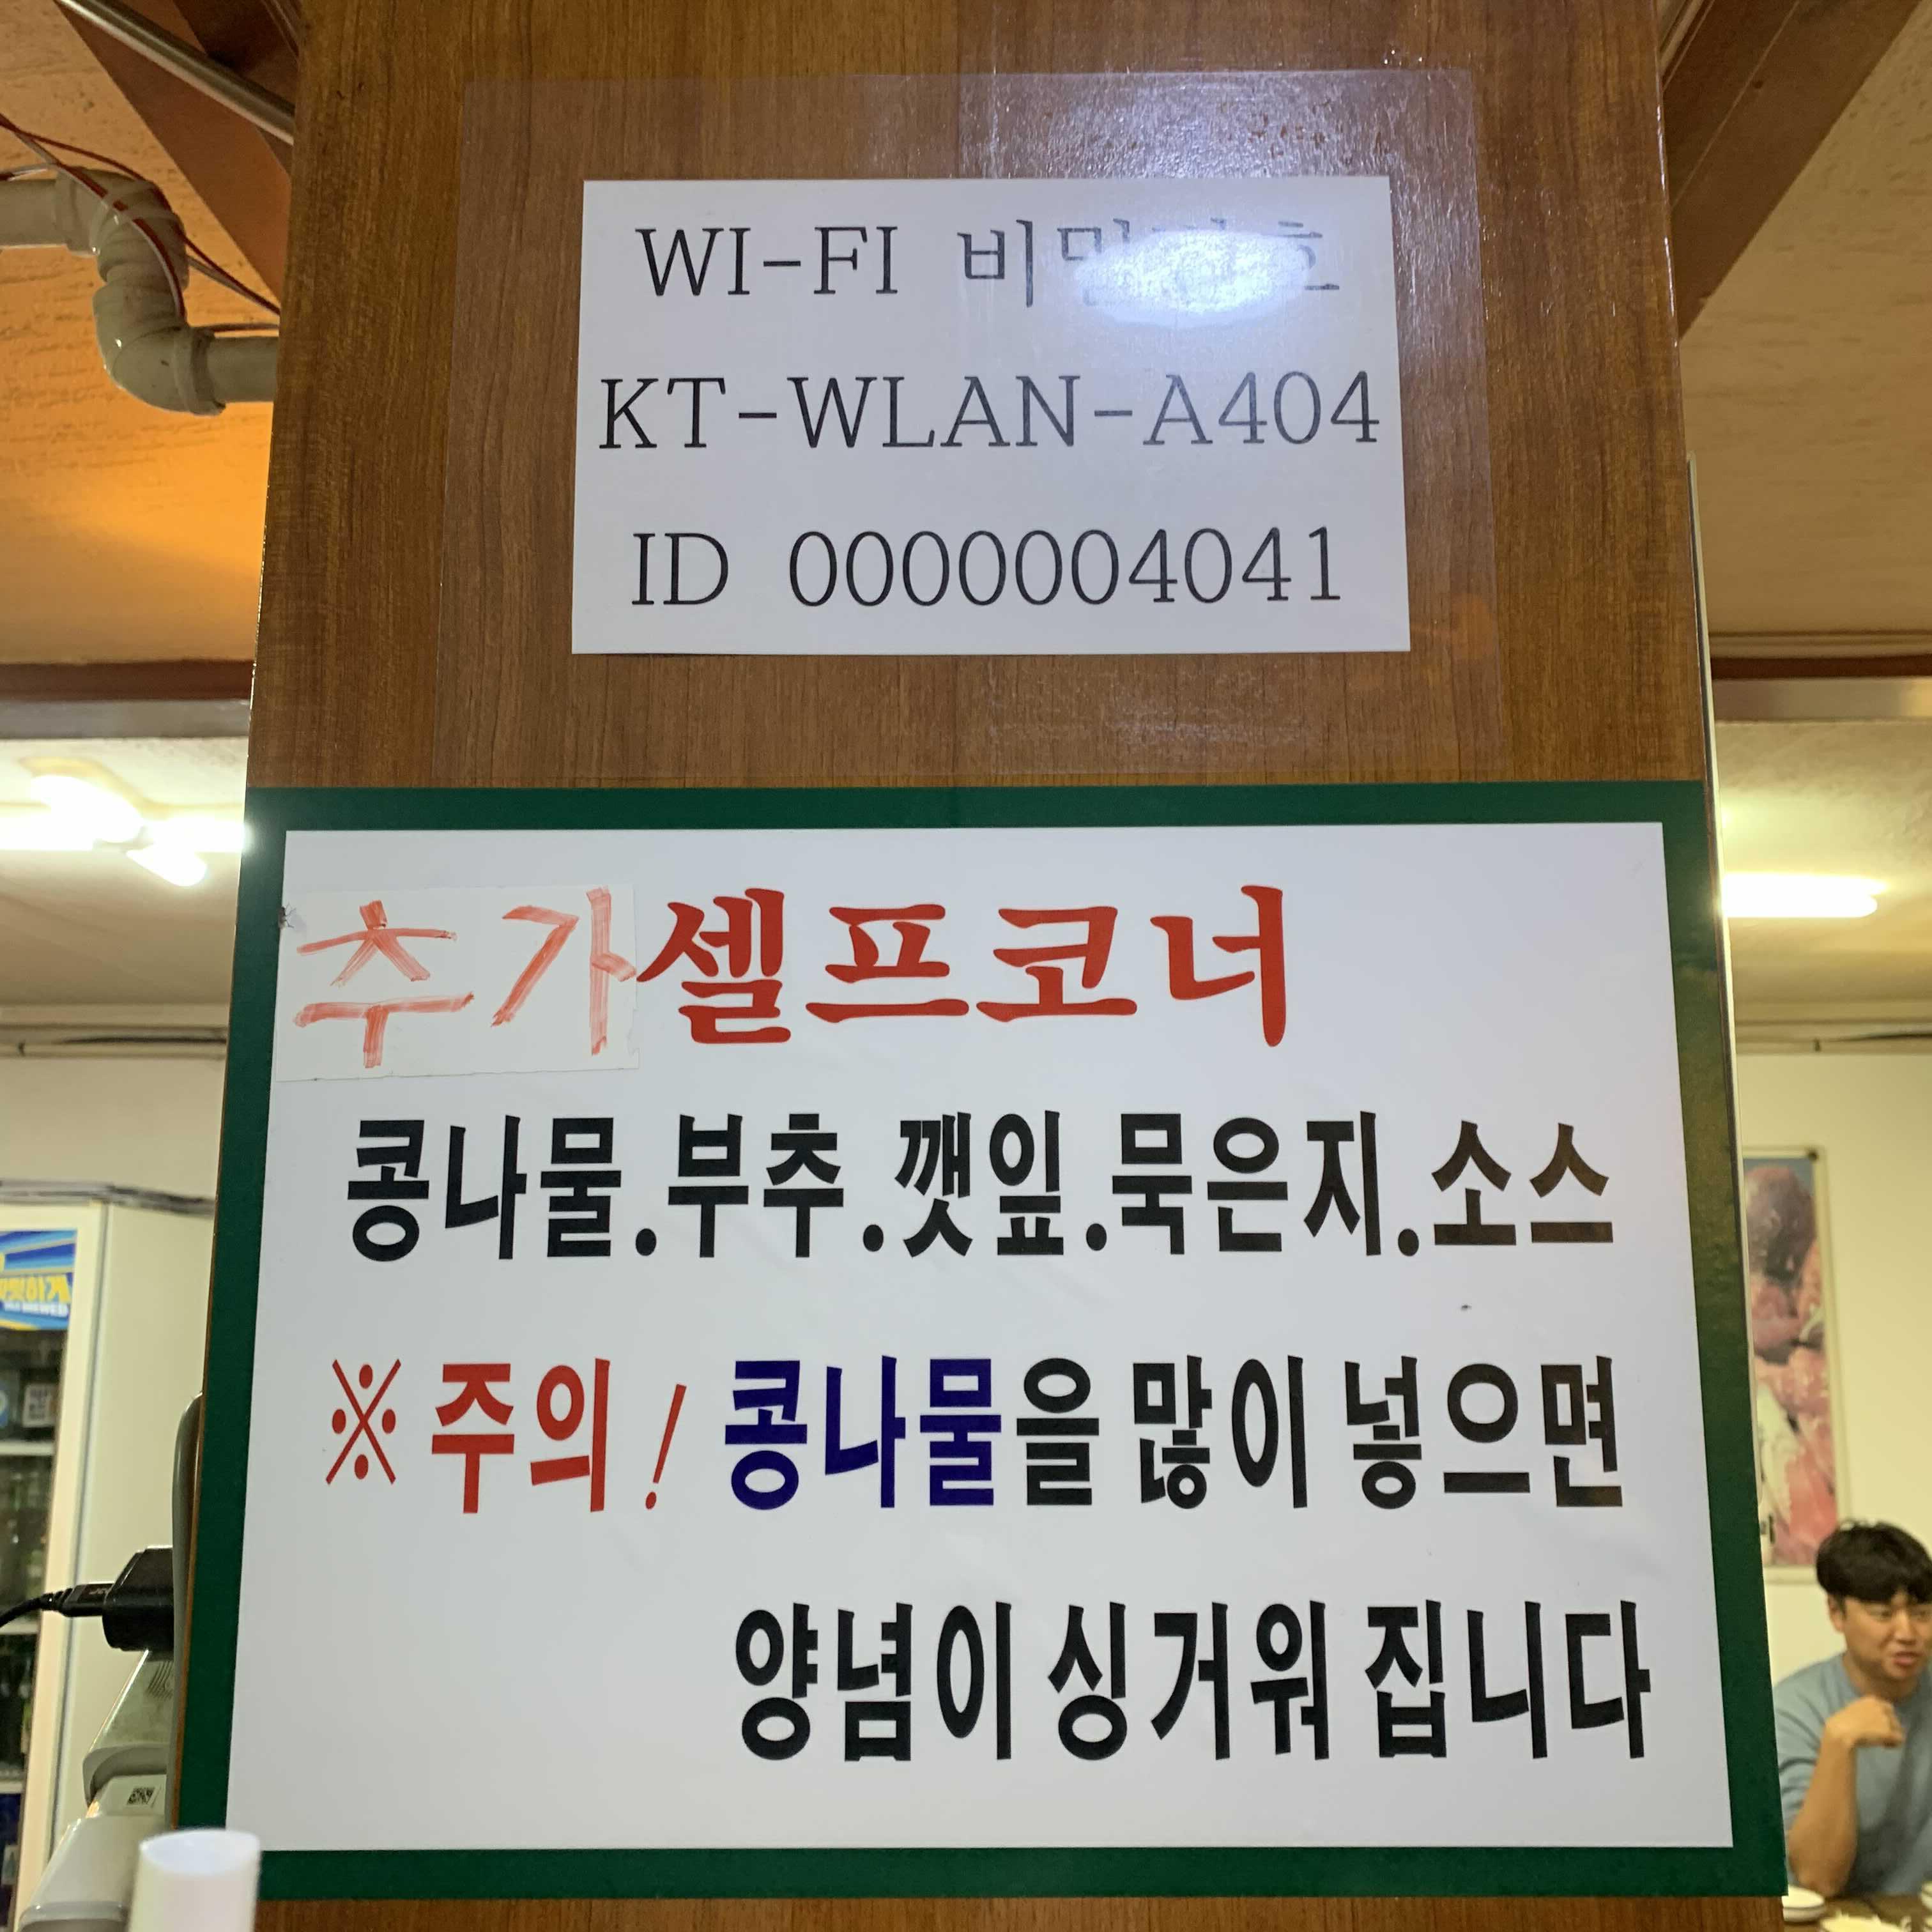 WI-FI 비밀번호
KT-WLAN-A404
ID 0000004041
추가셀프코너
콩나물.부추.깻잎.묵은지.소스
※주의! 콩나물을 많이 넣으면
양념이 싱거워 집니다